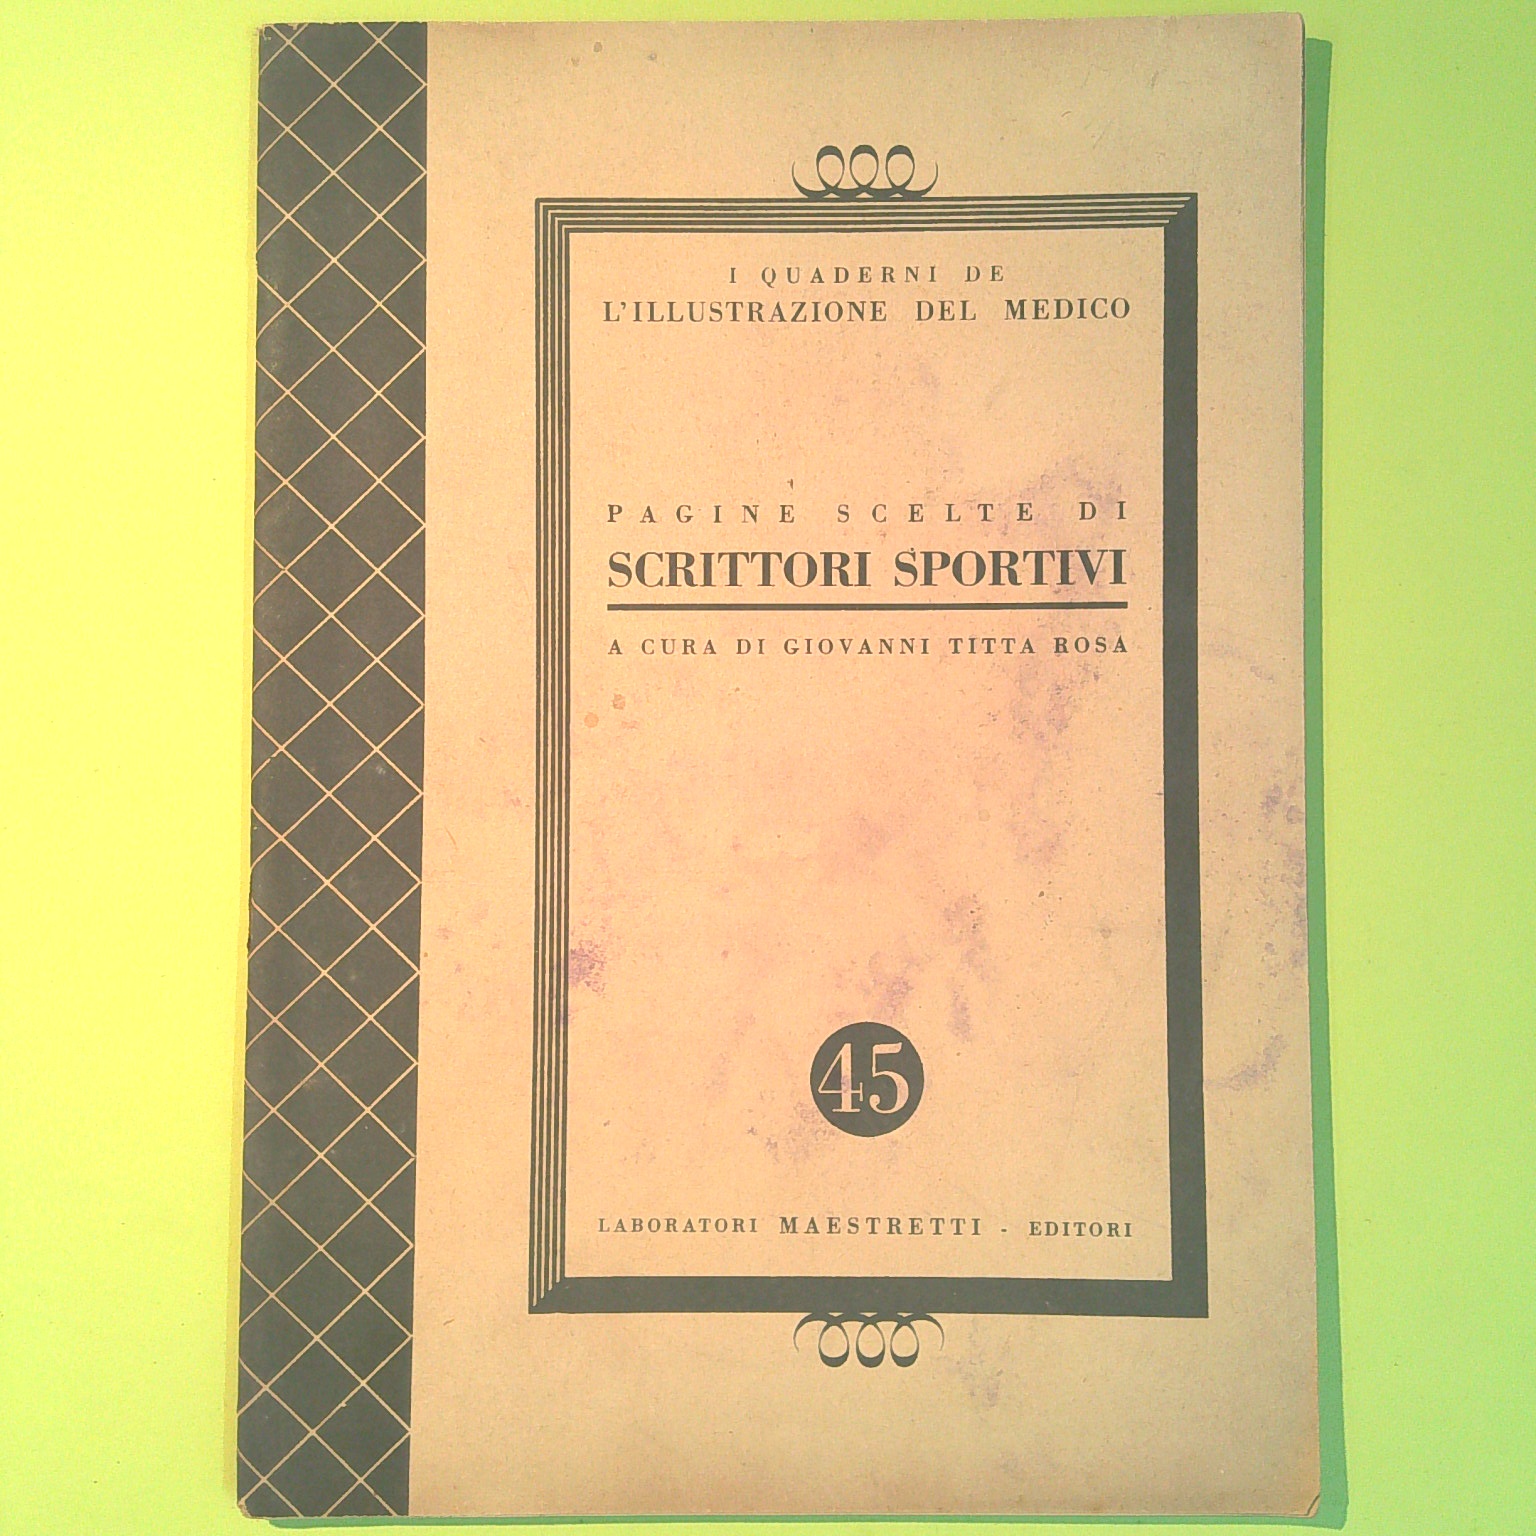 I QUADERNI DE
L'ILLUSTRAZIONE DEL MEDICO
PAGINE SCELTE DI
SCRITTORI SPORTIVI
A CURA DI GIOVANNI TITTA ROSA
45
LABORATORI MAESTRETTI - EDITORI